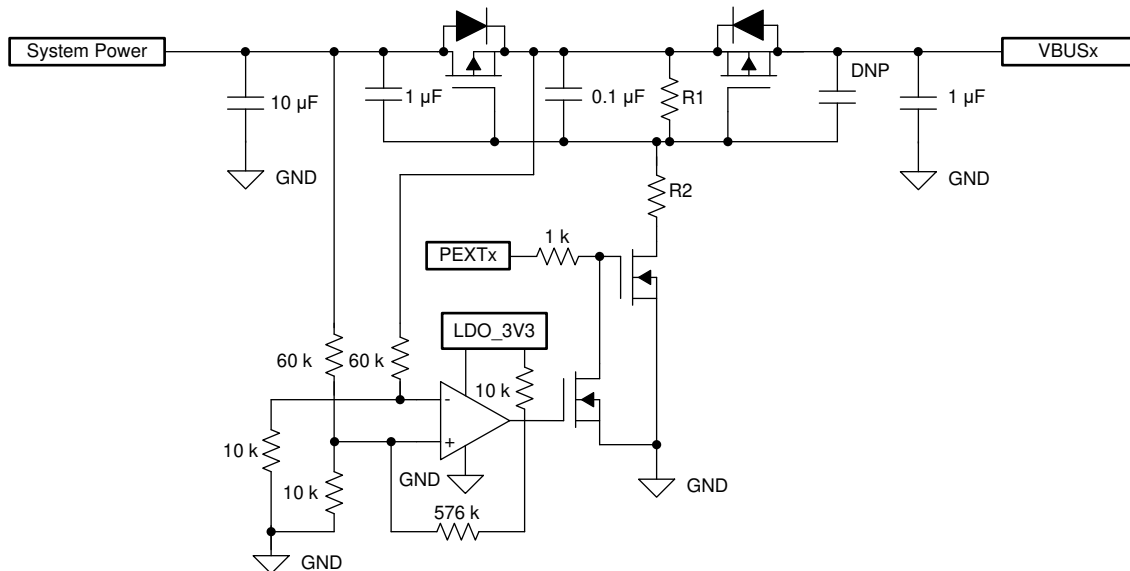 System Power
VBUSx
DNP
10 µF
1 µF
0.1 µF
R1
1 µF
GND
GND
R2
1 k
PEXTx
LDO_3V3
60 k
60 k
10 k
-
+
10 k
10 k
GND
GND
576 k
GND